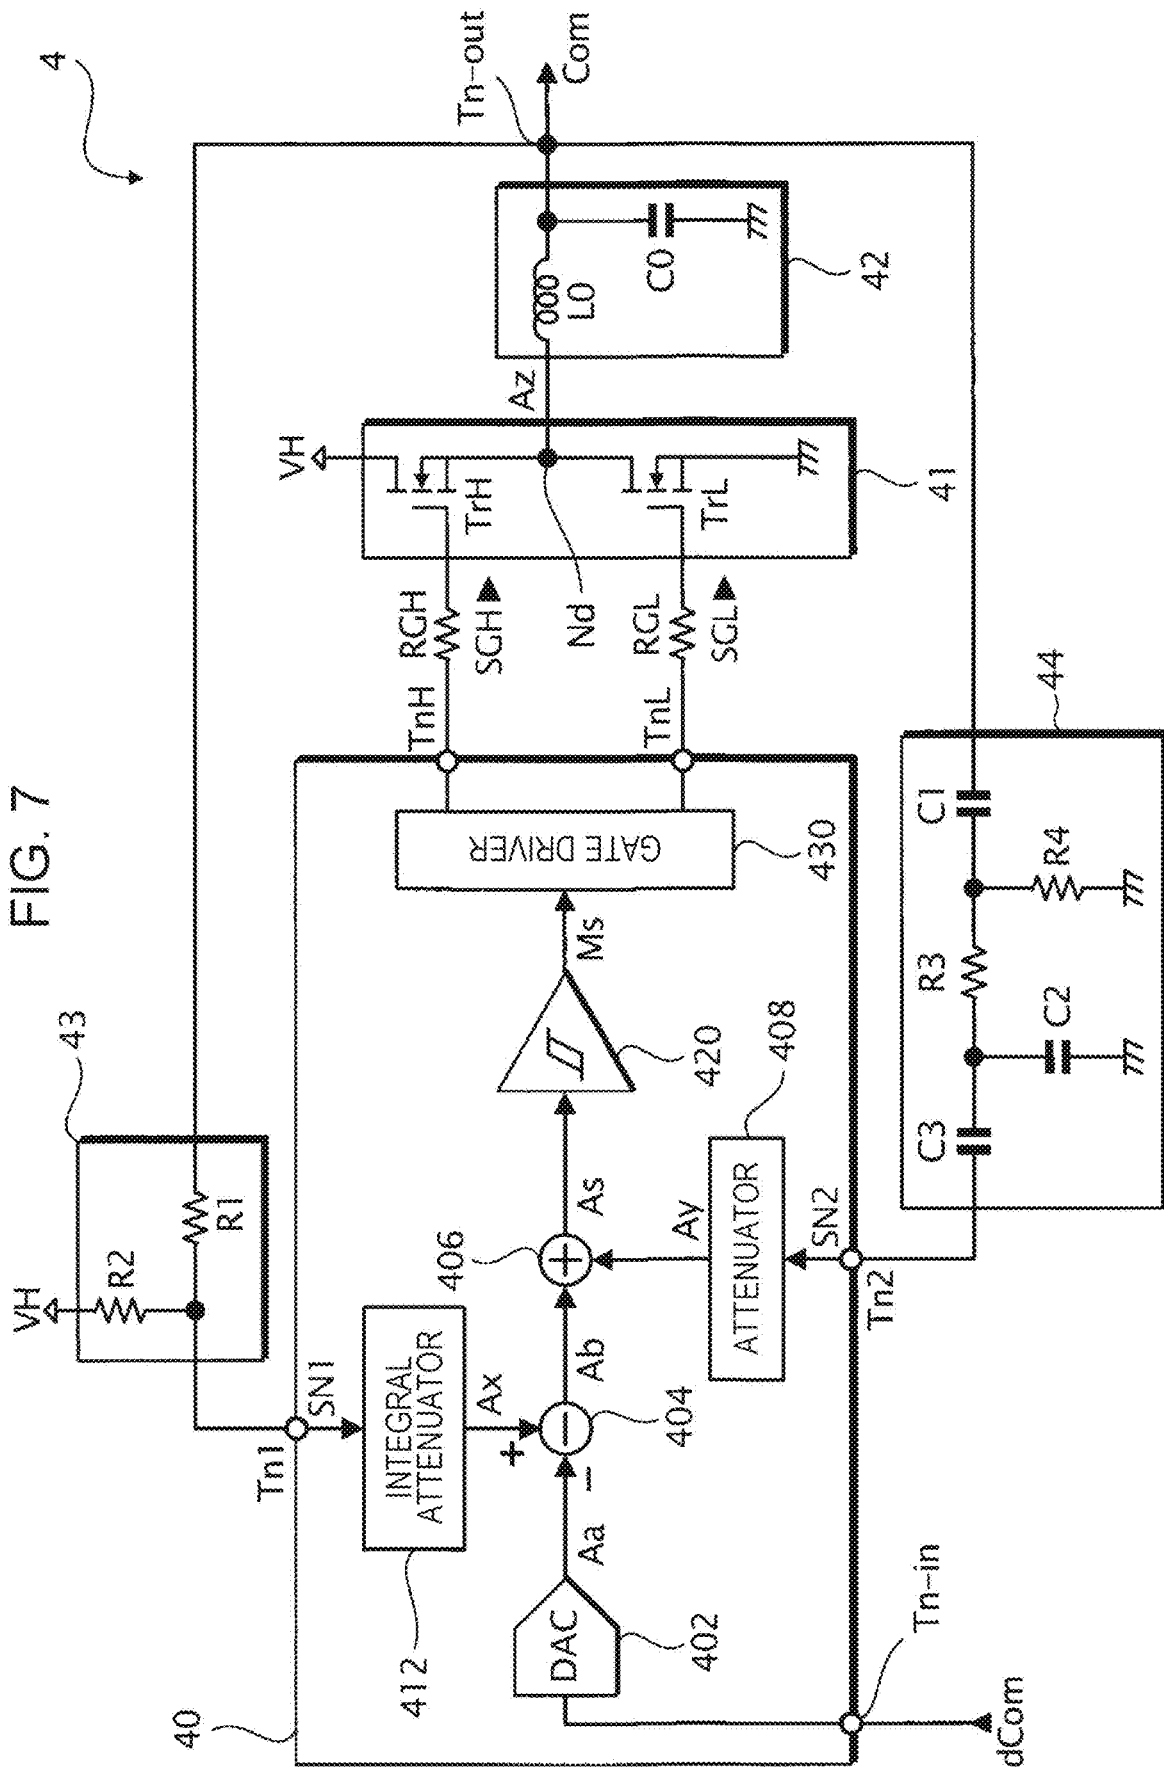 FIG. 7
4
VH
43
R2
R1
Tn1
SN1
40
412
INTEGRAL
ATTENUATOR
Ax
+
−
404
Ab
406
+
−
Aa
DAC
402
dCom
Tn-in
As
420
Ms
GATE DRIVER
430
Ay
ATTENUATOR
408
SN2
Tn2
TnH
RGH
SGH
TnL
RGL
SGL
VH
TrH
TrL
Nd
41
Az
L0
C0
42
Tn-out
Com
44
C1
R4
R3
C2
C3